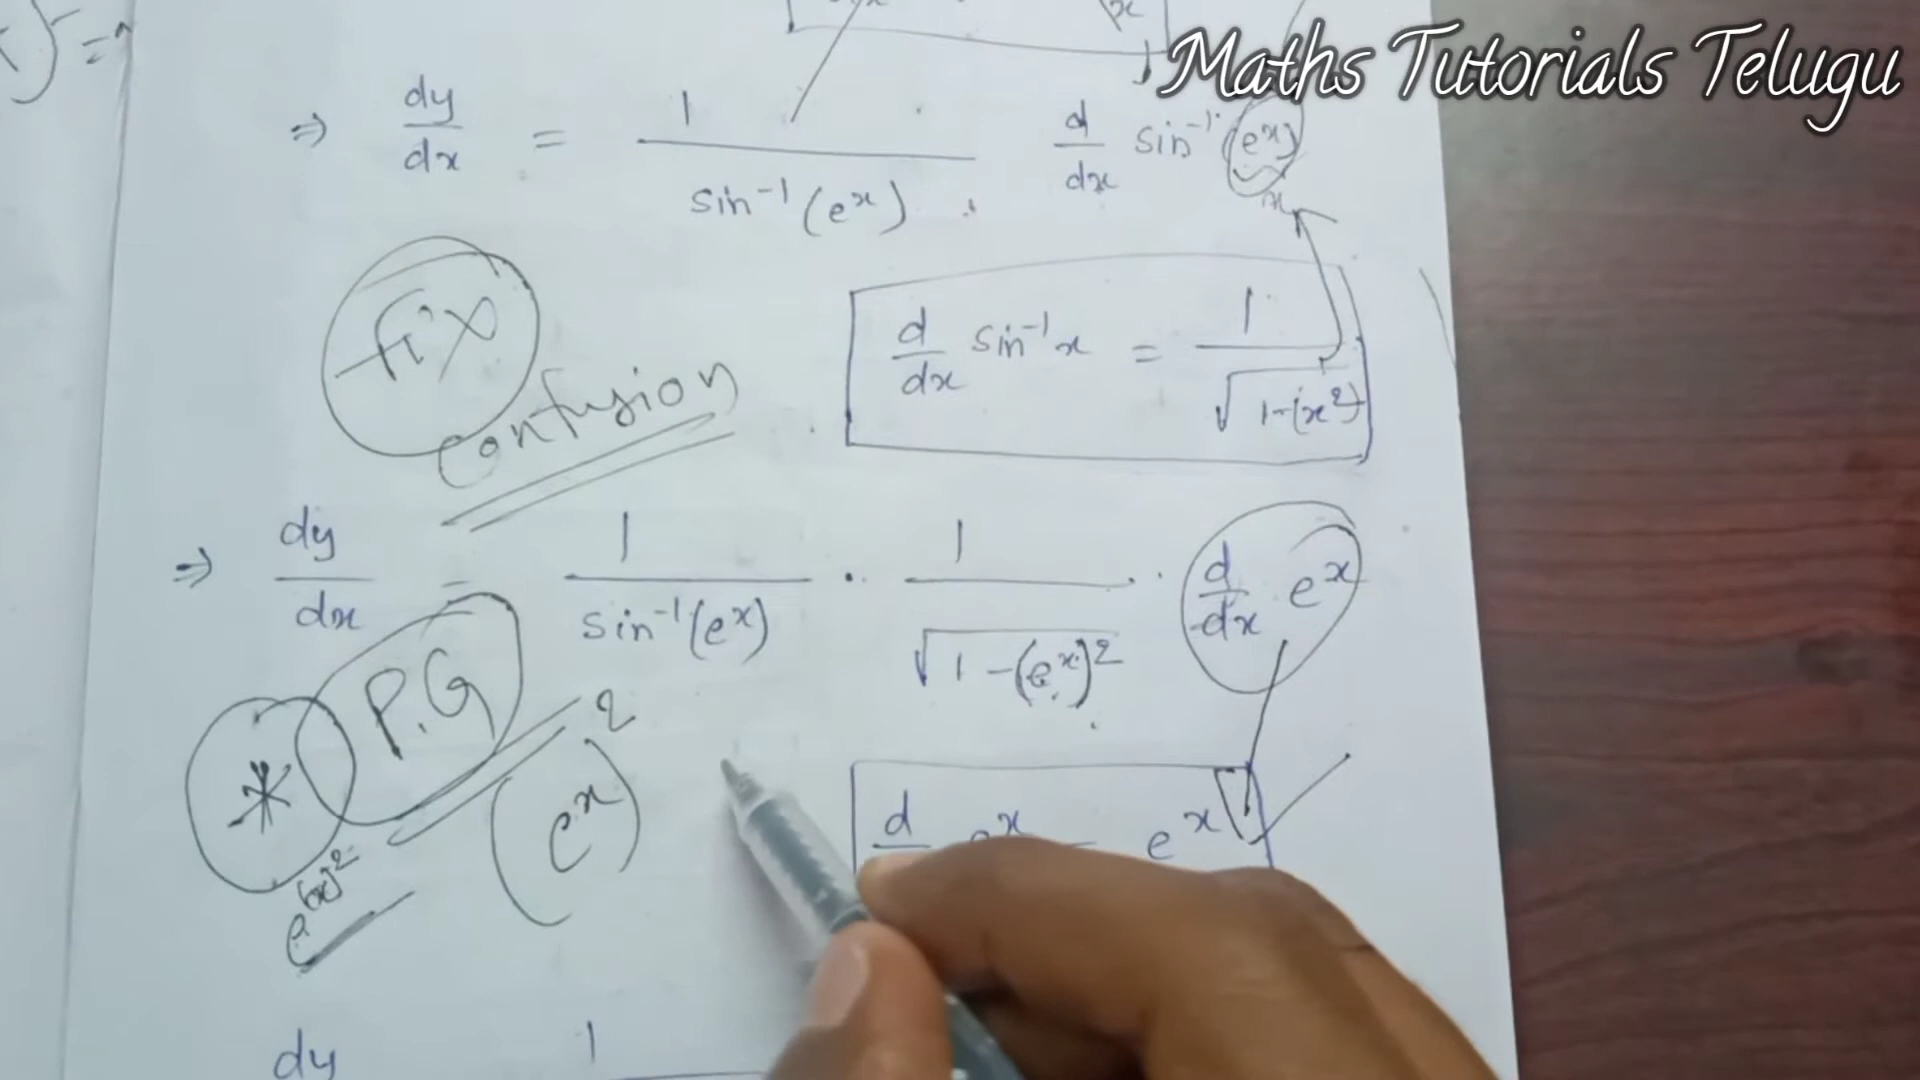 Maths Tutorials Telugu
⇒ dy/dx = 1/sin⁻¹(eˣ) · d/dx sin⁻¹(eˣ)
x
fix
confusion
d/dx sin⁻¹x = 1/√1-(x²)
⇒ dy/dx = 1/sin⁻¹(eˣ) · 1/√1-(eˣ)² · d/dx eˣ
* P.G
(eˣ)²
e⁽ˣ⁾²
d eˣ = eˣ
dy 1